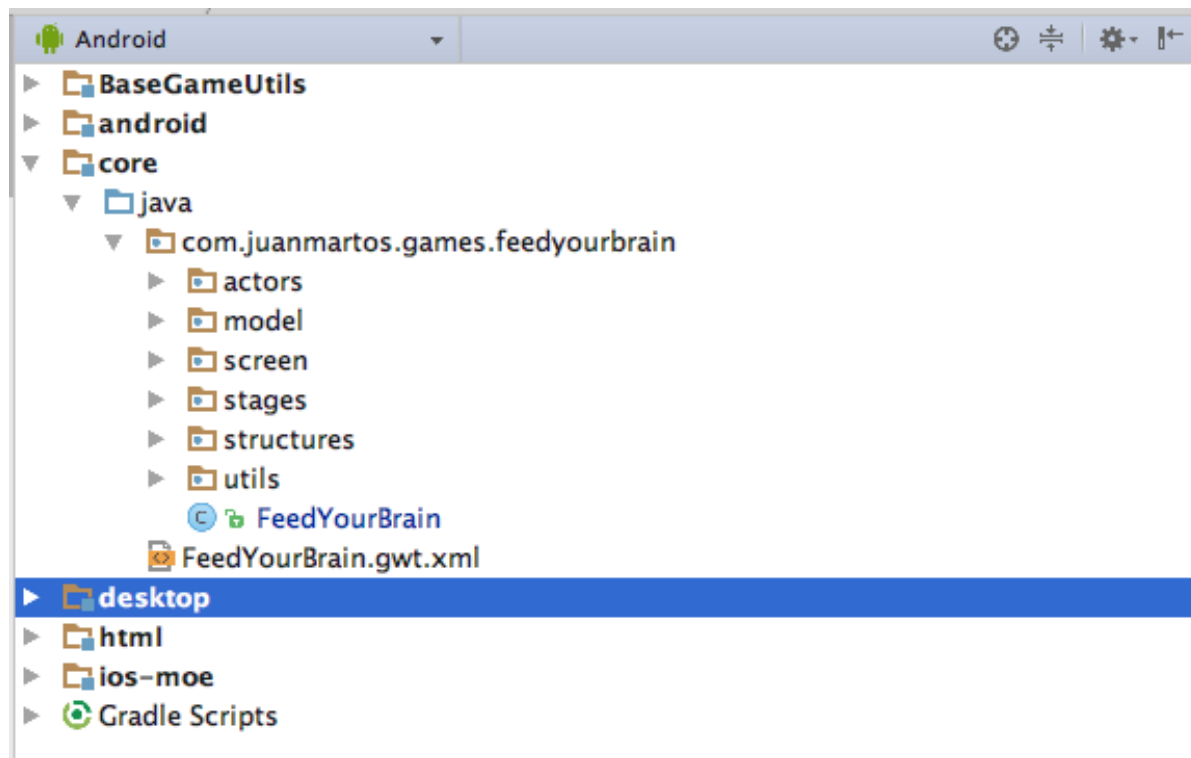 Android
BaseGameUtils
android
core
java
com.juanmartos.games.feedyourbrain
actors
model
screen
stages
structures
utils
FeedYourBrain
FeedYourBrain.gwt.xml
desktop
html
ios-moe
Gradle Scripts